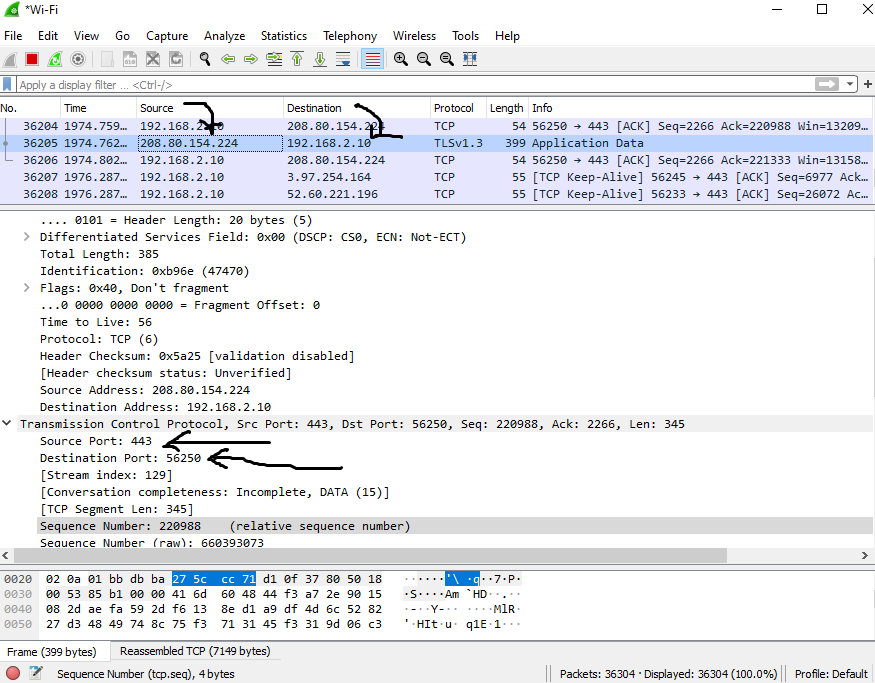 *Wi-Fi
File Edit View Go Capture Analyze Statistics Telephony Wireless Tools Help
Apply a display filter ... <Ctrl-/>
No. Time Source Destination Protocol Length Info
36204 1974.759… 192.168.2.10 208.80.154.224 TCP 54 56250 → 443 [ACK] Seq=2266 Ack=220988 Win=13209…
36205 1974.762… 208.80.154.224 192.168.2.10 TLSv1.3 399 Application Data
36206 1974.802… 192.168.2.10 208.80.154.224 TCP 54 56250 → 443 [ACK] Seq=2266 Ack=221333 Win=13158…
36207 1976.287… 192.168.2.10 3.97.254.164 TCP 55 [TCP Keep-Alive] 56245 → 443 [ACK] Seq=6977 Ack…
36208 1976.287… 192.168.2.10 52.60.221.196 TCP 55 [TCP Keep-Alive] 56233 → 443 [ACK] Seq=26072 Ac…
.... 0101 = Header Length: 20 bytes (5)
Differentiated Services Field: 0x00 (DSCP: CS0, ECN: Not-ECT)
Total Length: 385
Identification: 0xb96e (47470)
Flags: 0x40, Don't fragment
...0 0000 0000 0000 = Fragment Offset: 0
Time to Live: 56
Protocol: TCP (6)
Header Checksum: 0x5a25 [validation disabled]
[Header checksum status: Unverified]
Source Address: 208.80.154.224
Destination Address: 192.168.2.10
Transmission Control Protocol, Src Port: 443, Dst Port: 56250, Seq: 220988, Ack: 2266, Len: 345
Source Port: 443
Destination Port: 56250
[Stream index: 129]
[Conversation completeness: Incomplete, DATA (15)]
[TCP Segment Len: 345]
Sequence Number: 220988 (relative sequence number)
Sequence Number (raw): 660393073
0020 02 0a 01 bb db ba 27 5c cc 71 d1 0f 37 80 50 18 ······'\ ·q··7·P·
0030 00 53 85 b1 00 00 41 6d 60 48 44 f3 a7 2e 90 15 ·S····Am `HD··.··
0040 08 2d ae fa 59 2d f6 13 8e d1 a9 df 4d 6c 52 82 ·-··Y-·· ····MlR·
0050 27 d3 48 49 74 8c 75 f3 71 31 45 f3 31 9d 06 c3 '·HIt·u· q1E·1···
Frame (399 bytes) Reassembled TCP (7149 bytes)
Sequence Number (tcp.seq), 4 bytes Packets: 36304 · Displayed: 36304 (100.0%) Profile: Default